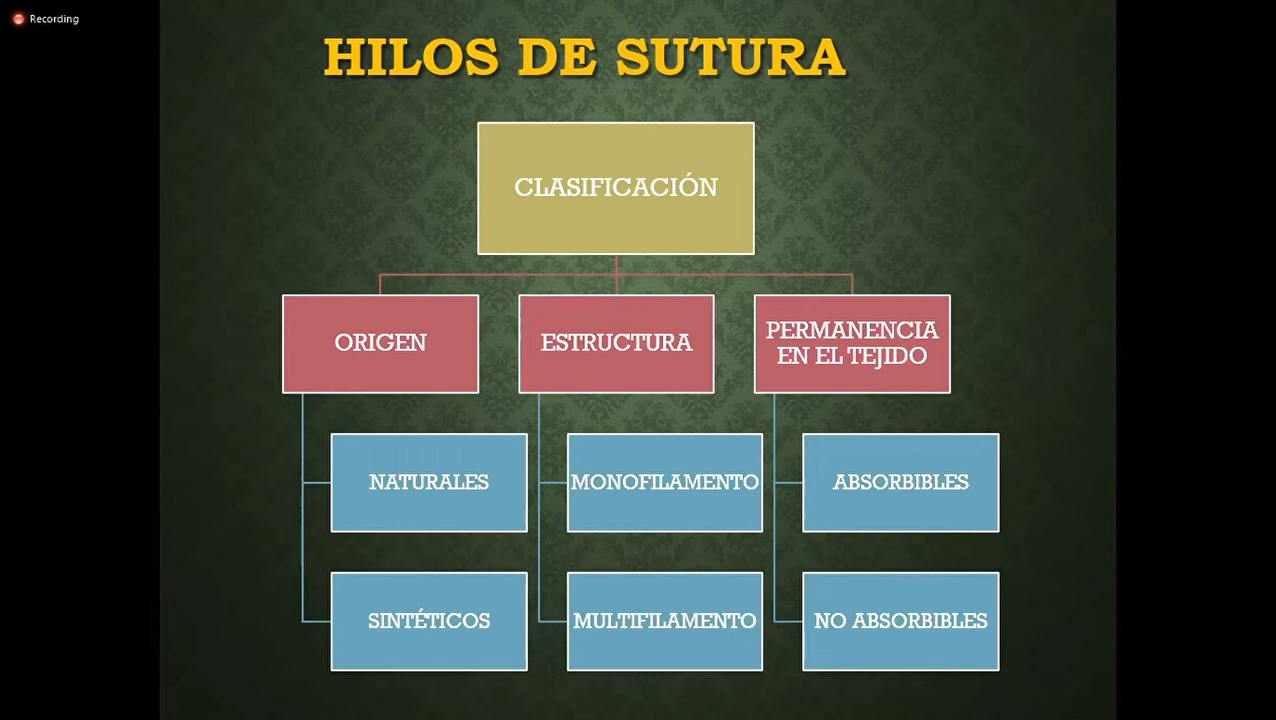 Recording
HILOS DE SUTURA
CLASIFICACIÓN
ORIGEN
ESTRUCTURA
PERMANENCIA
EN EL TEJIDO
NATURALES
MONOFILAMENTO
ABSORBIBLES
SINTÉTICOS
MULTIFILAMENTO
NO ABSORBIBLES